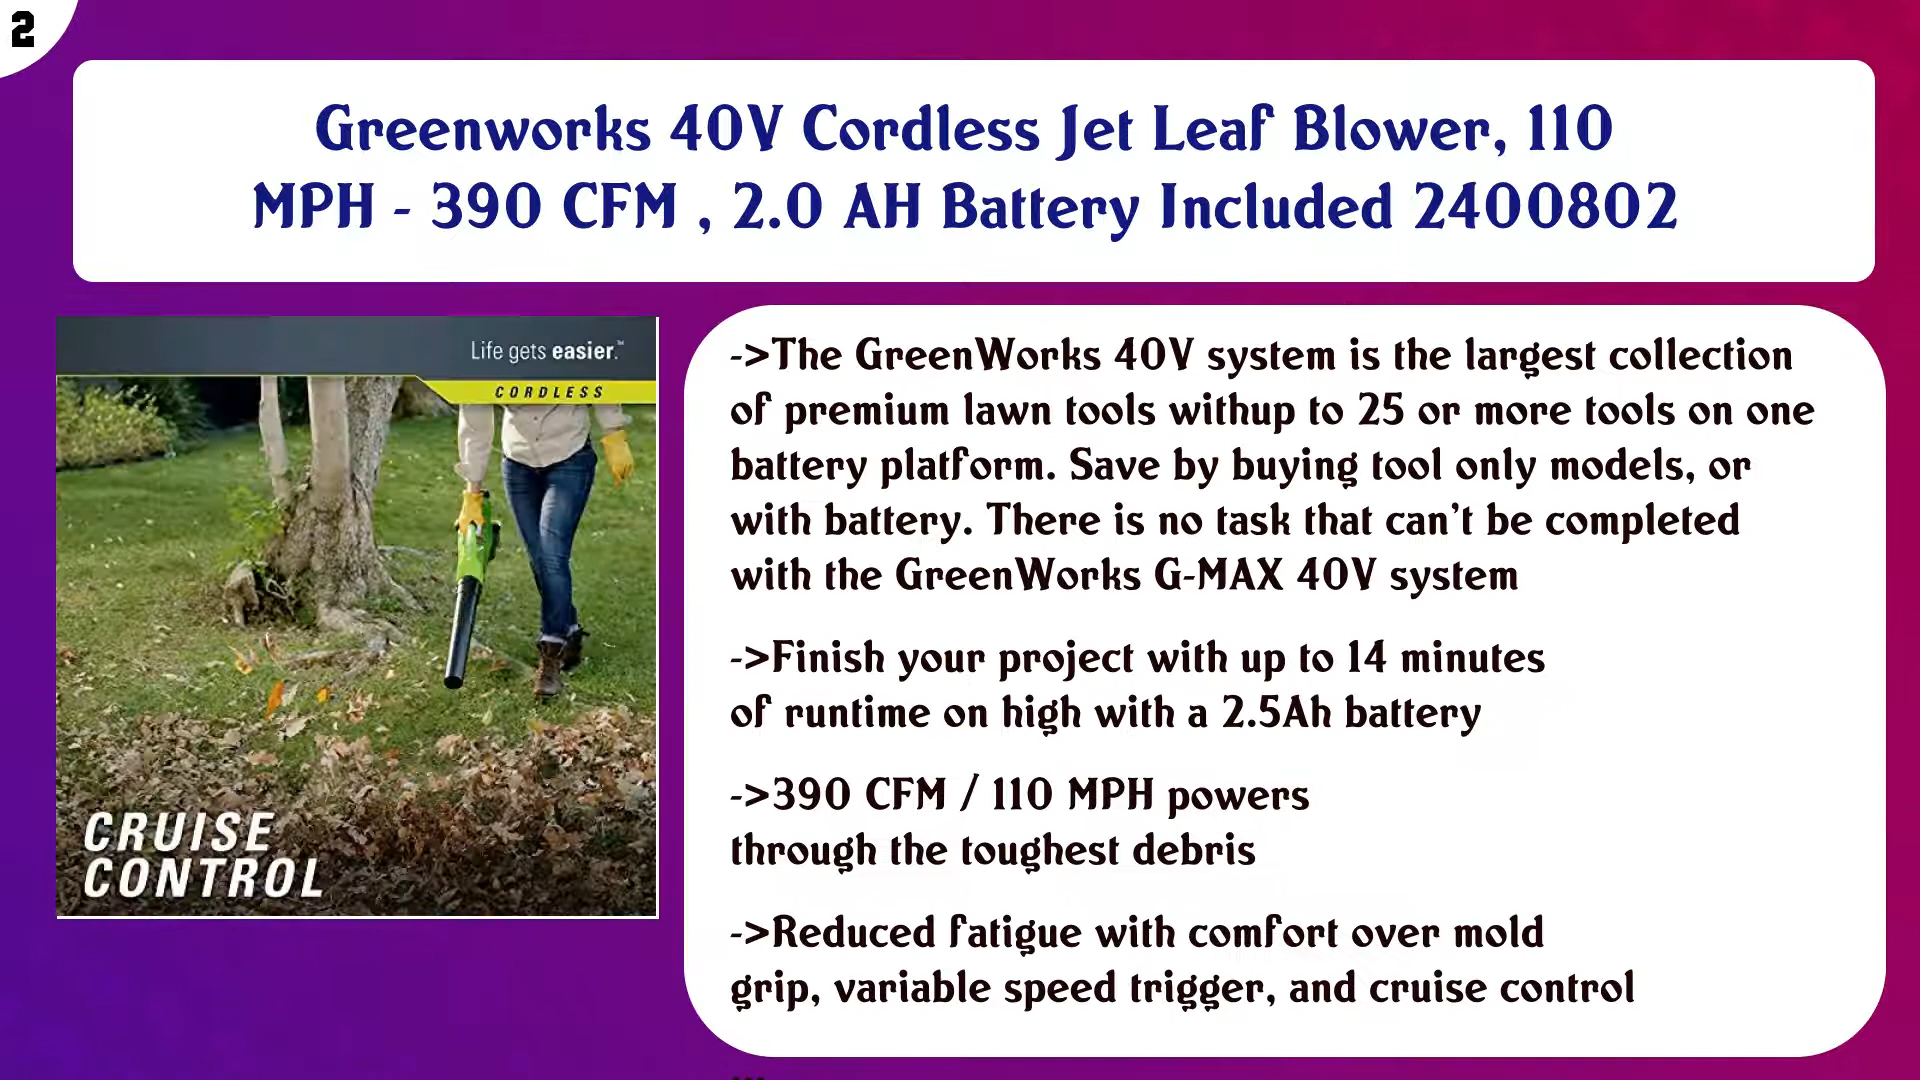 2
Greenworks 40V Cordless Jet Leaf Blower, 110
MPH - 390 CFM , 2.0 AH Battery Included 2400802
Life gets easier.™
CORDLESS
CRUISE
CONTROL
->The GreenWorks 40V system is the largest collection
of premium lawn tools withup to 25 or more tools on one
battery platform. Save by buying tool only models, or
with battery. There is no task that can't be completed
with the GreenWorks G-MAX 40V system
->Finish your project with up to 14 minutes
of runtime on high with a 2.5Ah battery
->390 CFM / 110 MPH powers
through the toughest debris
->Reduced fatigue with comfort over mold
grip, variable speed trigger, and cruise control